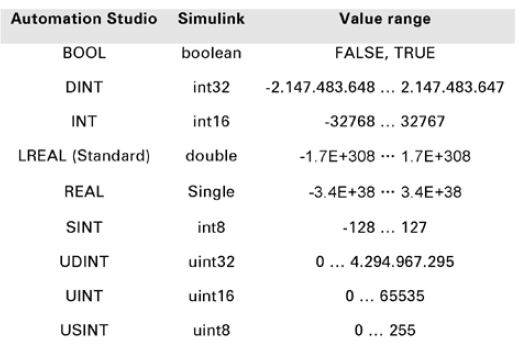 Automation Studio Simulink Value range
BOOL boolean FALSE, TRUE
DINT int32 -2.147.483.648 ... 2.147.483.647
INT int16 -32768 ... 32767
LREAL (Standard) double -1.7E+308 ··· 1.7E+308
REAL Single -3.4E+38 ··· 3.4E+38
SINT int8 -128 ... 127
UDINT uint32 0 ... 4.294.967.295
UINT uint16 0 ... 65535
USINT uint8 0 ... 255